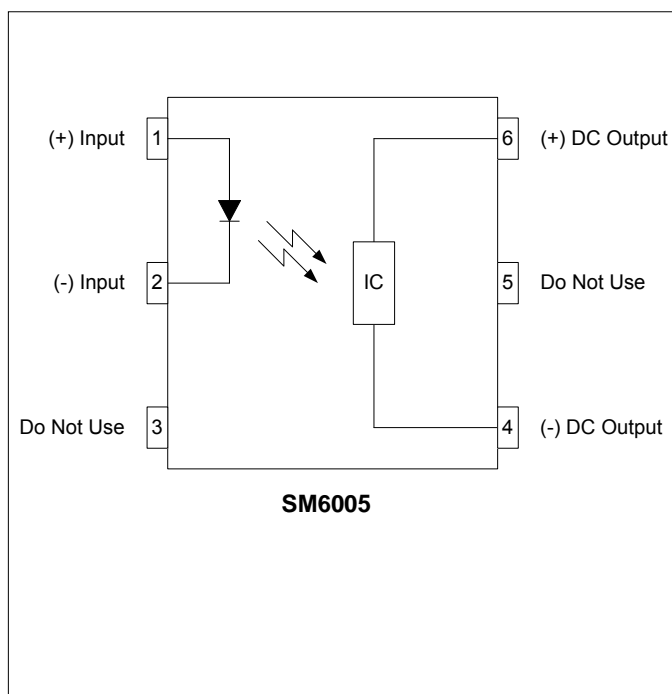 (+) Input 1
6 (+) DC Output
(-) Input 2
IC
5 Do Not Use
Do Not Use 3
4 (-) DC Output
SM6005